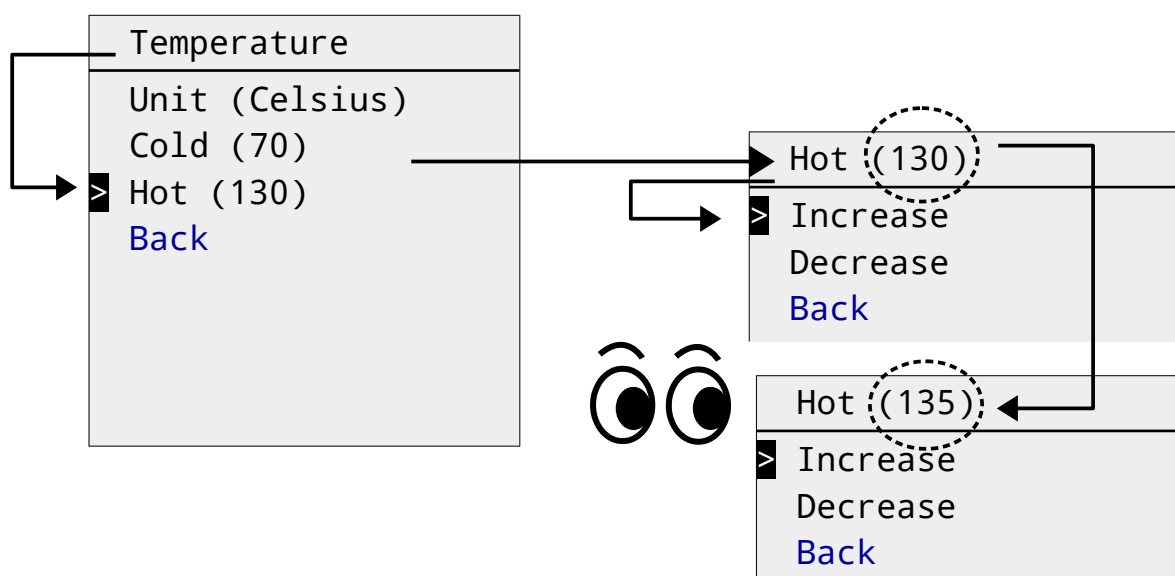 Temperature
Unit (Celsius)
Cold (70)
> Hot (130)
Back
Hot (130)
> Increase
Decrease
Back
Hot (135)
> Increase
Decrease
Back